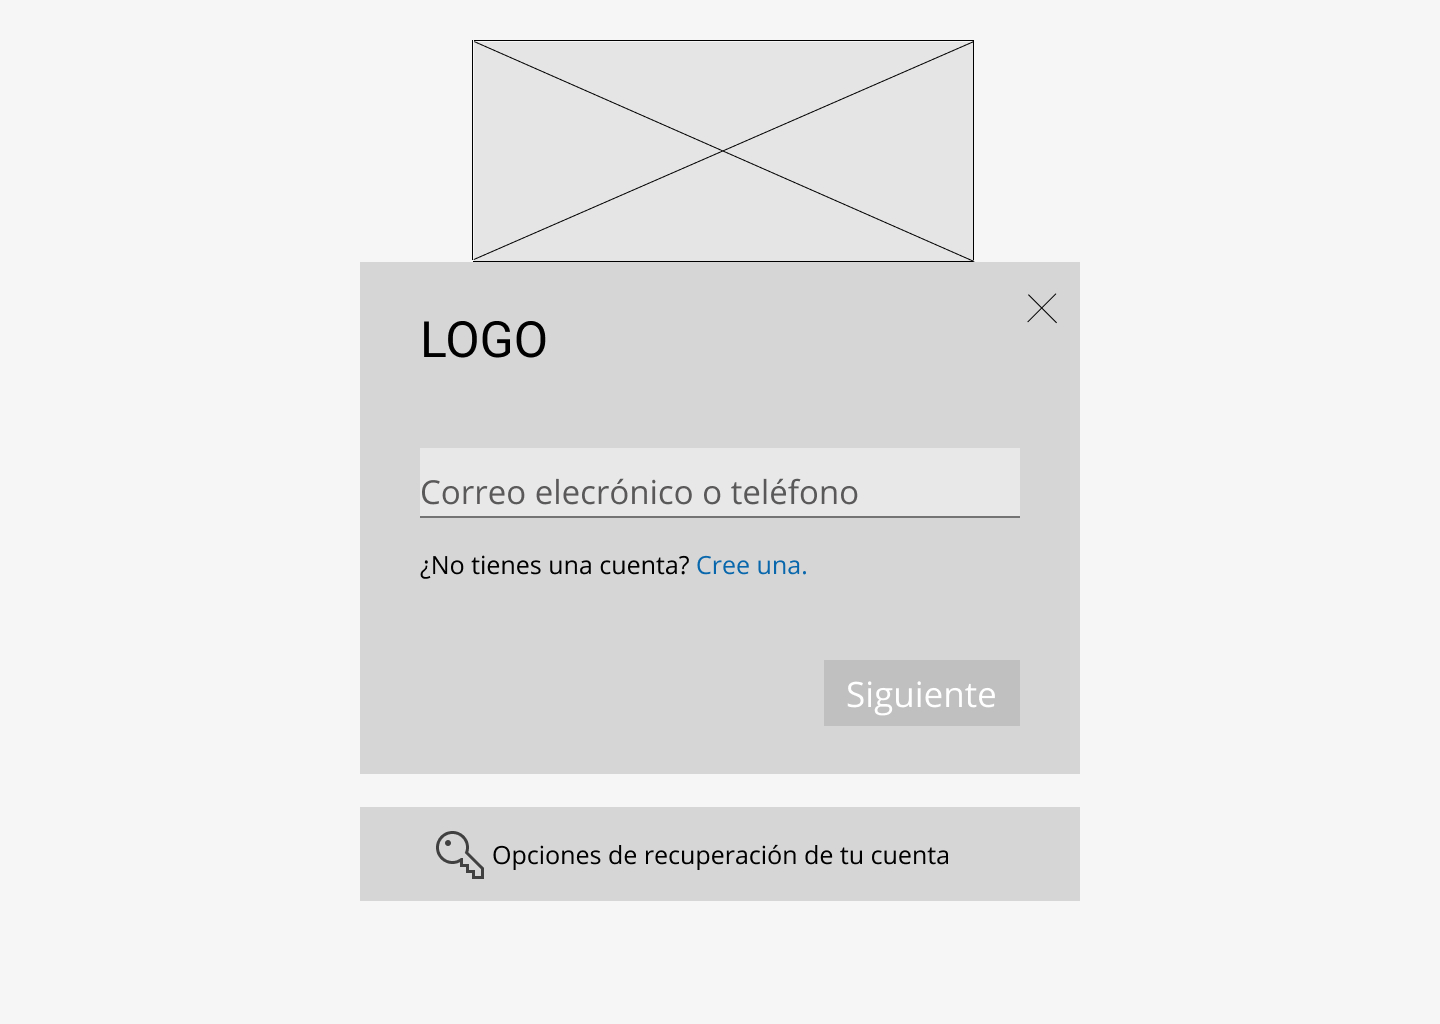 LOGO
Correo elecrónico o teléfono
¿No tienes una cuenta? Cree una.
Siguiente
Opciones de recuperación de tu cuenta